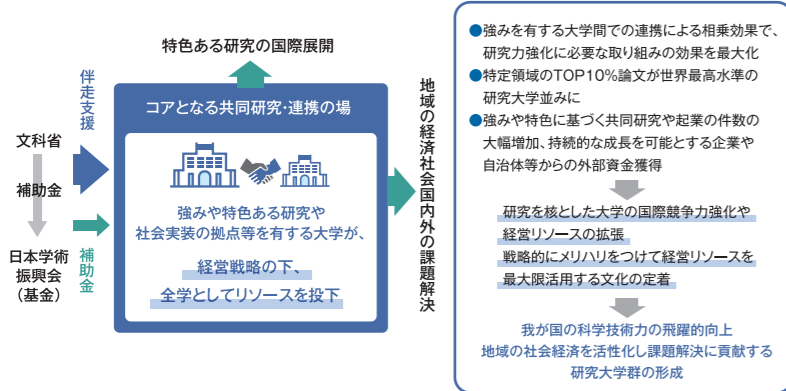 特色ある研究の国際展開
伴走支援
文科省
補助金
日本学術
振興会
（基金）
補助金
コアとなる共同研究・連携の場
強みや特色ある研究や
社会実装の拠点等を有する大学が、
経営戦略の下、
全学としてリソースを投下
地域の経済社会国内外の課題解決
●強みを有する大学間での連携による相乗効果で、
研究力強化に必要な取り組みの効果を最大化
●特定領域のTOP10%論文が世界最高水準の
研究大学並みに
●強みや特色に基づく共同研究や起業の件数の
大幅増加、持続的な成長を可能とする企業や
自治体等からの外部資金獲得
研究を核とした大学の国際競争力強化や
経営リソースの拡張
戦略的にメリハリをつけて経営リソースを
最大限活用する文化の定着
我が国の科学技術力の飛躍的向上
地域の社会経済を活性化し課題解決に貢献する
研究大学群の形成